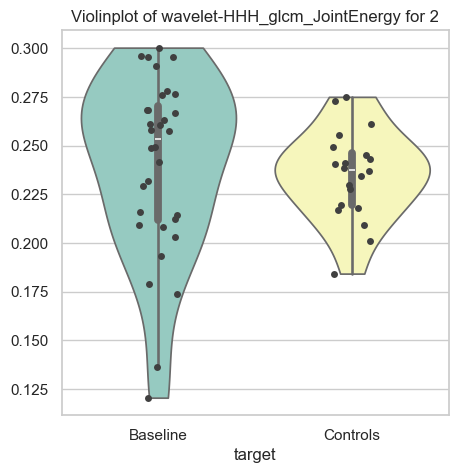 Violinplot of wavelet-HHH_glcm_JointEnergy for 2
0.300
0.275
0.250
0.225
0.200
0.175
0.150
0.125
Baseline
Controls
target